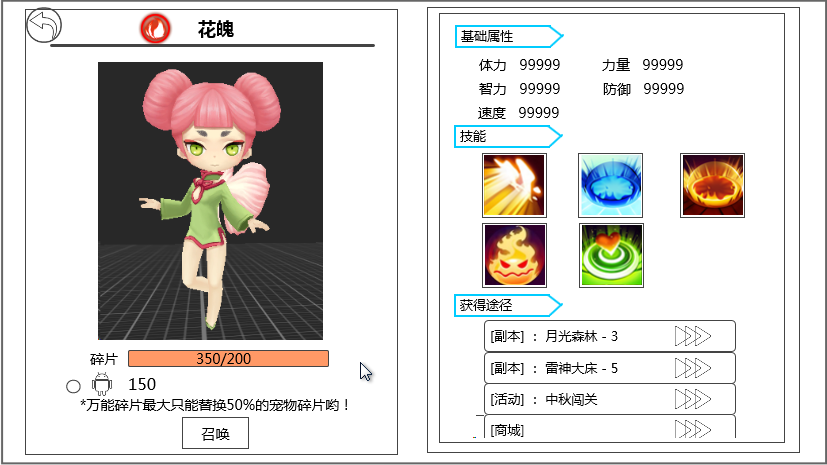 花魄
碎片 350/200
150
*万能碎片最大只能替换50%的宠物碎片哟！
召唤
基础属性
体力 99999 力量 99999
智力 99999 防御 99999
速度 99999
技能
获得途径
[副本] ：月光森林 - 3
[副本] ：雷神大床 - 5
[活动] ：中秋闯关
[商城]